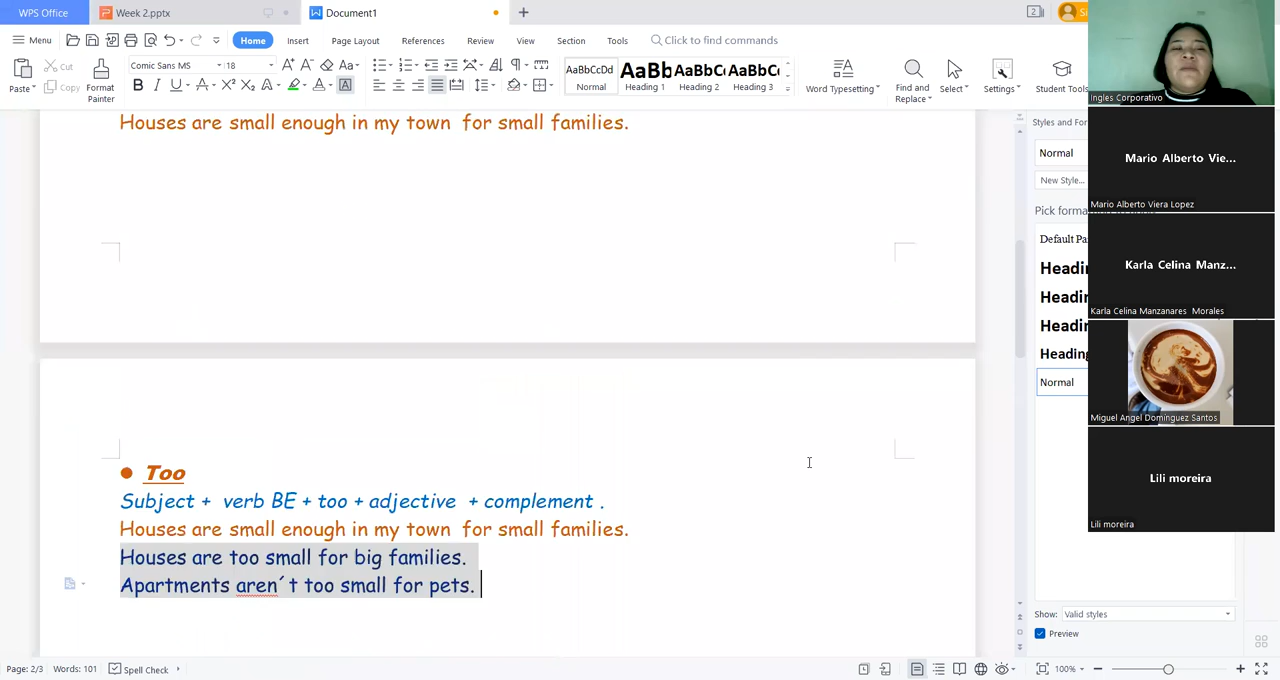 WPS Office
Week 2.pptx
Document1
2
Menu
Home
Insert
Page Layout
References
Review
View
Section
Tools
Click to find commands
Paste
Cut
Copy
Format
Painter
Comic Sans MS
18
AaBbCcDd
Normal
AaBb
Heading 1
AaBbC
Heading 2
AaBbC
Heading 3
Word Typesetting
Find and
Replace
Select
Settings
Student Tools
Houses are small enough in my town for small families.
Too
Subject + verb BE + too + adjective + complement .
Houses are small enough in my town for small families.
Houses are too small for big families.
Apartments aren´t too small for pets.
Styles and For
Normal
New Style...
Pick forma
Default Pa
Headi
Headi
Headi
Heading
Normal
Show:
Valid styles
Preview
Ingles Corporativo
Mario Alberto Vie...
Mario Alberto Viera Lopez
Karla Celina Manz...
Karla Celina Manzanares Morales
Miguel Angel Dominguez Santos
Lili moreira
Lili moreira
Page: 2/3
Words: 101
Spell Check
100%